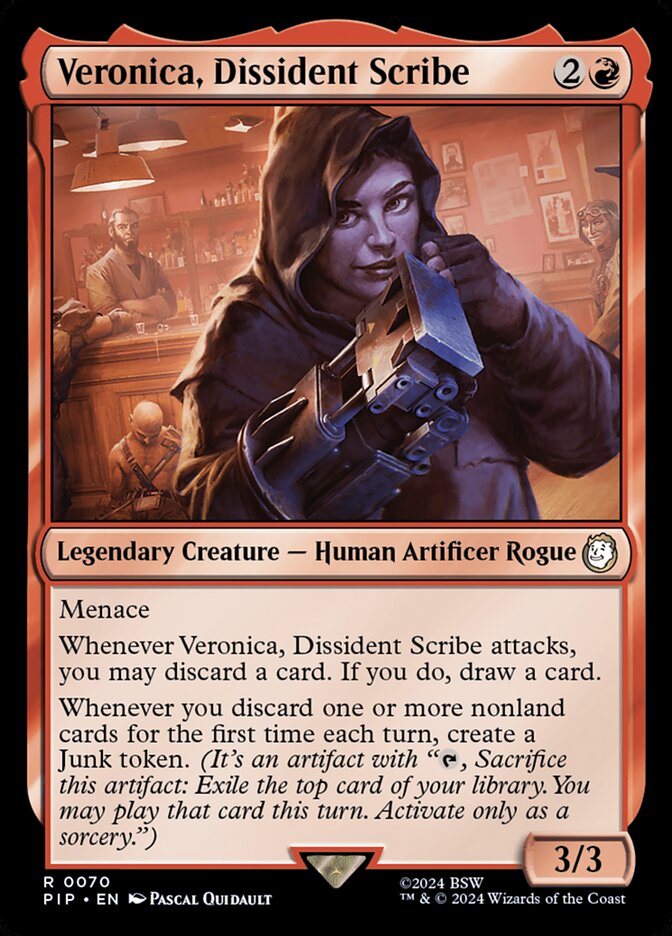 Veronica, Dissident Scribe 2
Legendary Creature — Human Artificer Rogue
Menace
Whenever Veronica, Dissident Scribe attacks,
you may discard a card. If you do, draw a card.
Whenever you discard one or more nonland
cards for the first time each turn, create a
Junk token. (It's an artifact with “, Sacrifice
this artifact: Exile the top card of your library. You
may play that card this turn. Activate only as a
sorcery.”)
3/3
R 0070
PIP • EN Pascal Quidault
©2024 BSW
™ & © 2024 Wizards of the Coast